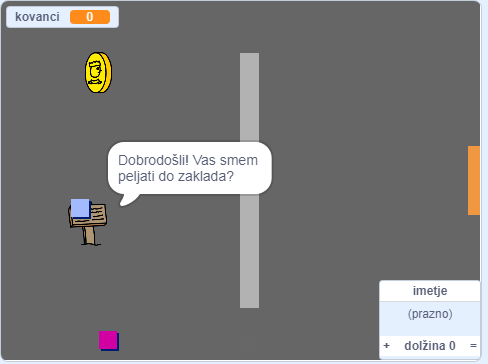 kovanci 0
Dobrodošli! Vas smem
peljati do zaklada?
imetje
(prazno)
+ dolžina 0 =